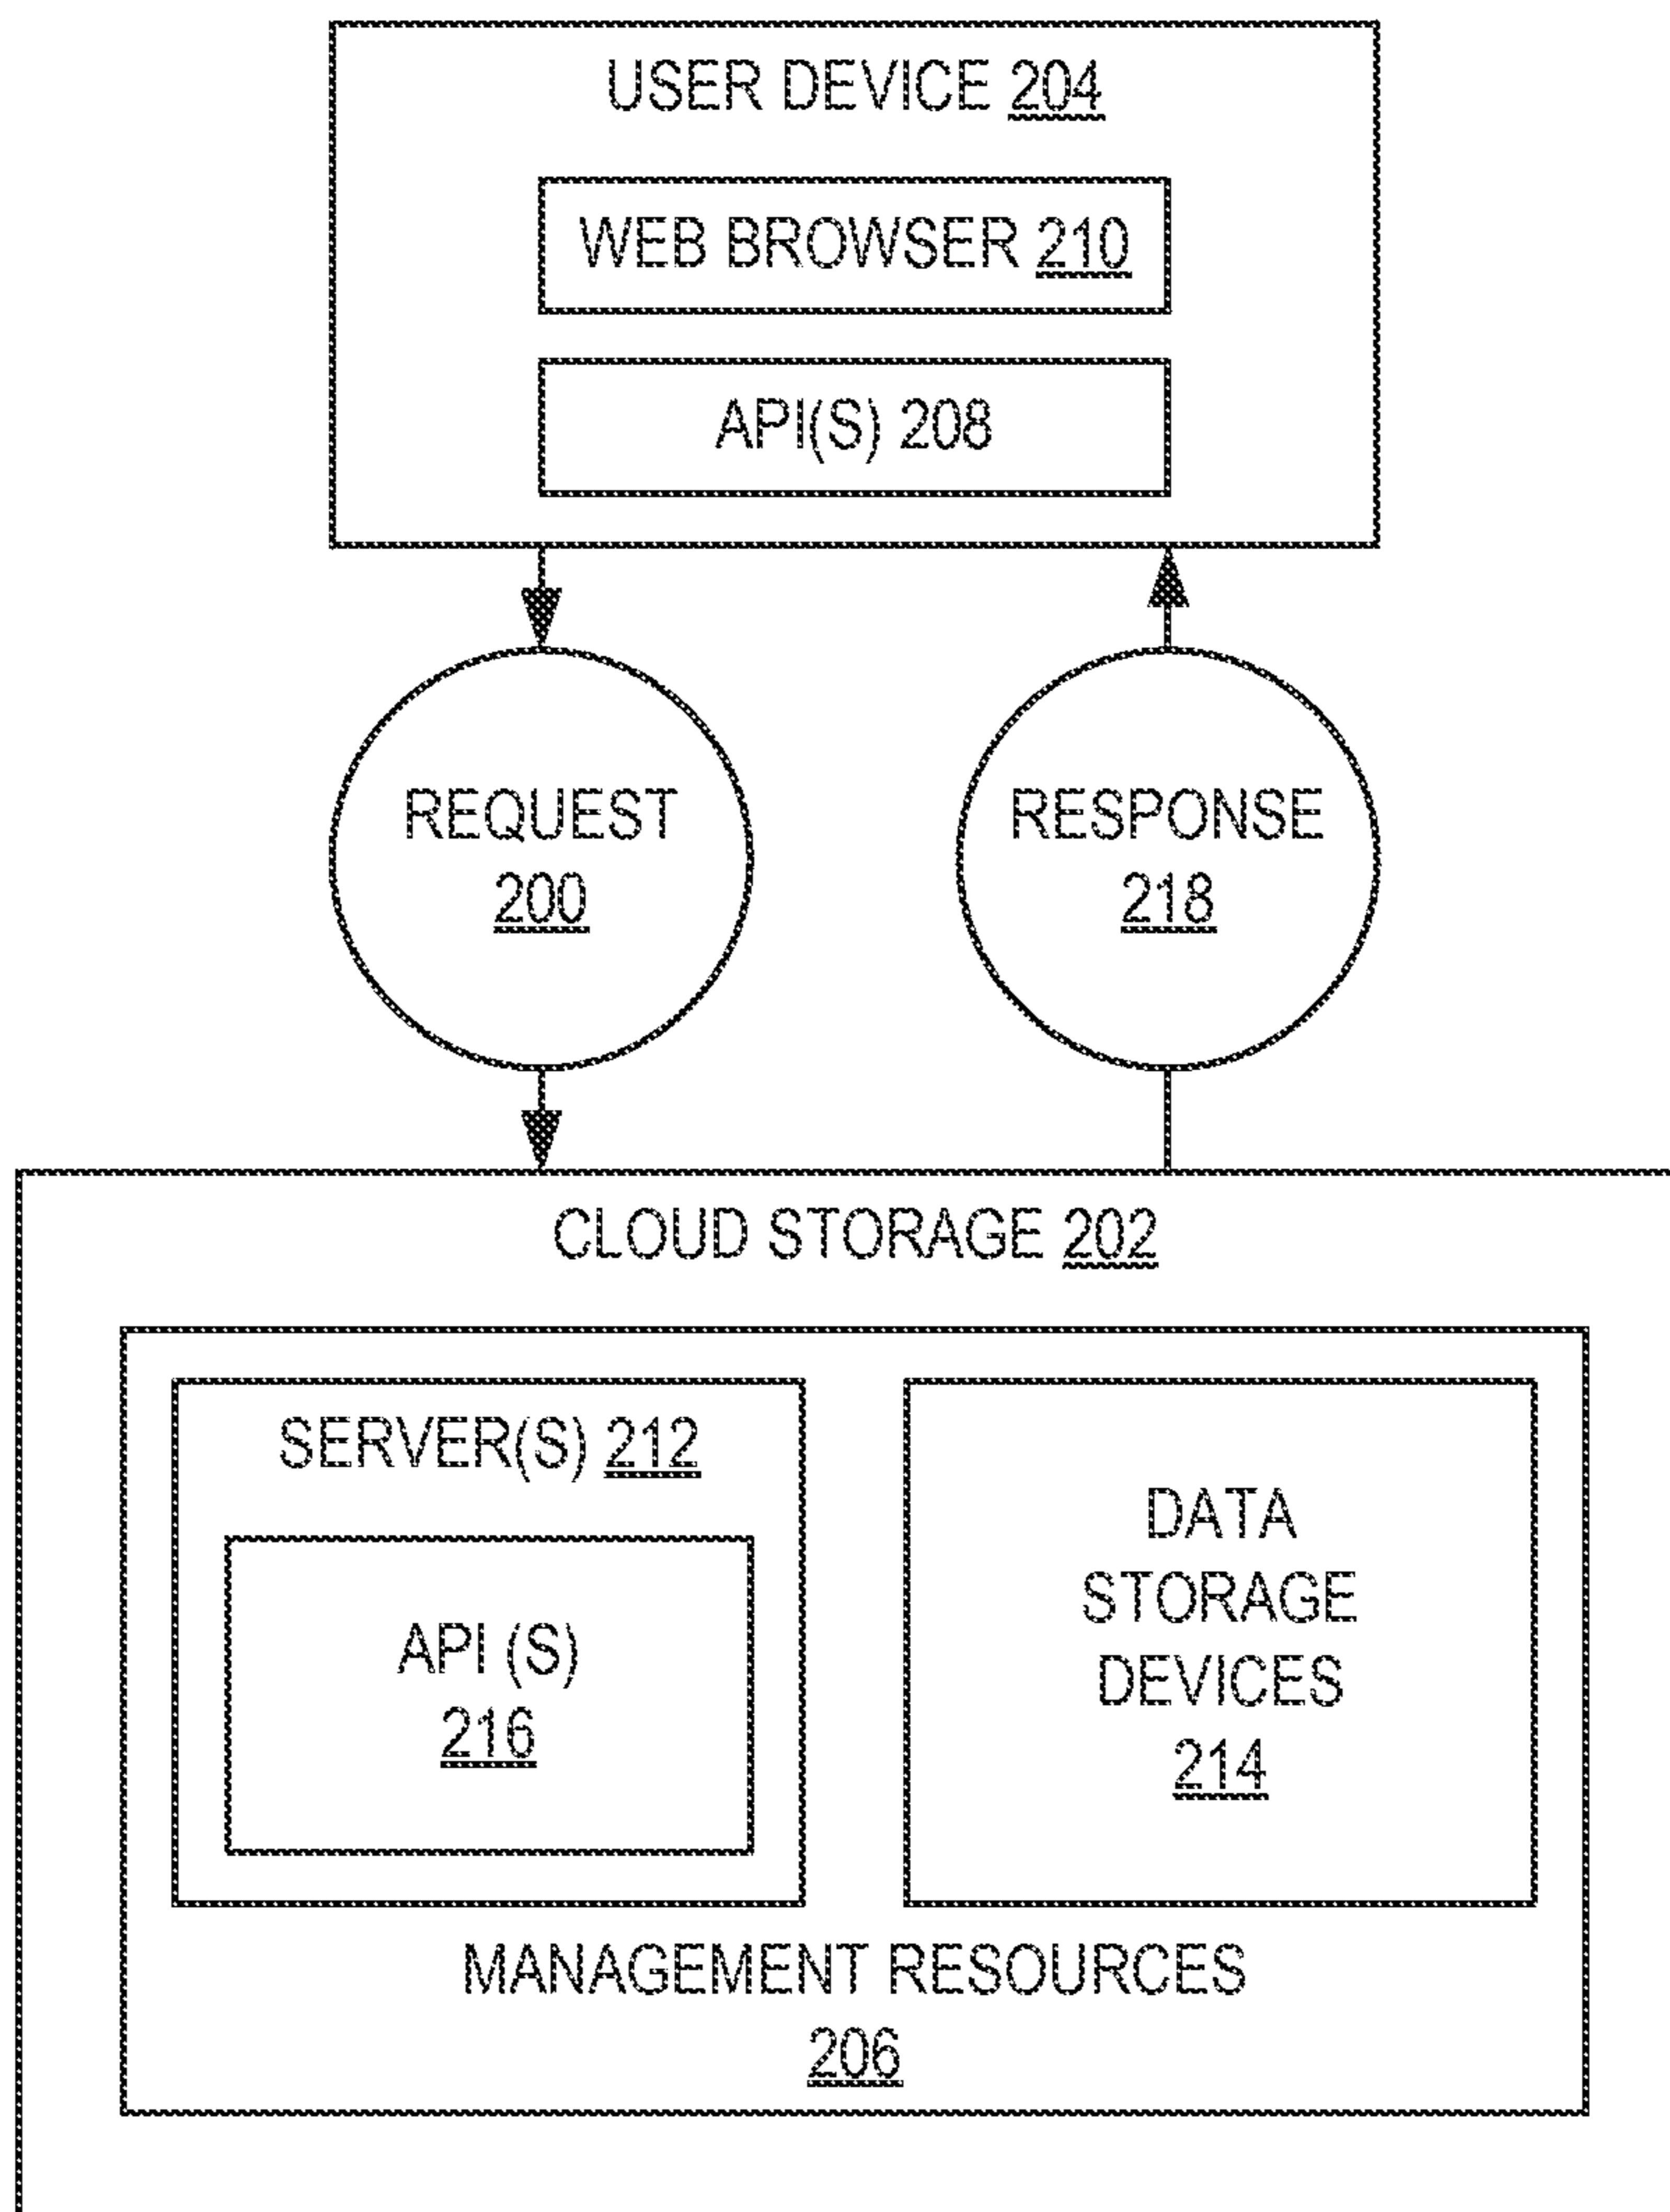 USER DEVICE 204
WEB BROWSER 210
API(S) 208
REQUEST
200
RESPONSE
218
CLOUD STORAGE 202
SERVER(S) 212
API (S)
216
DATA
STORAGE
DEVICES
214
MANAGEMENT RESOURCES
206